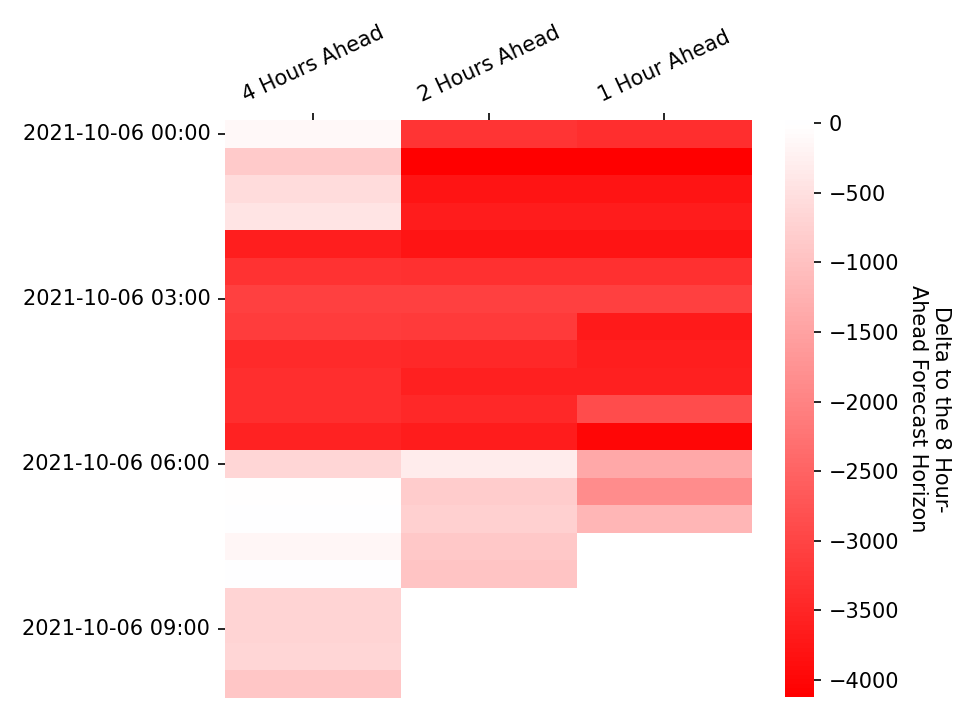 4 Hours Ahead
2 Hours Ahead
1 Hour Ahead
2021-10-06 00:00
2021-10-06 03:00
2021-10-06 06:00
2021-10-06 09:00
0
−500
−1000
−1500
−2000
−2500
−3000
−3500
−4000
Delta to the 8 Hour-
Ahead Forecast Horizon